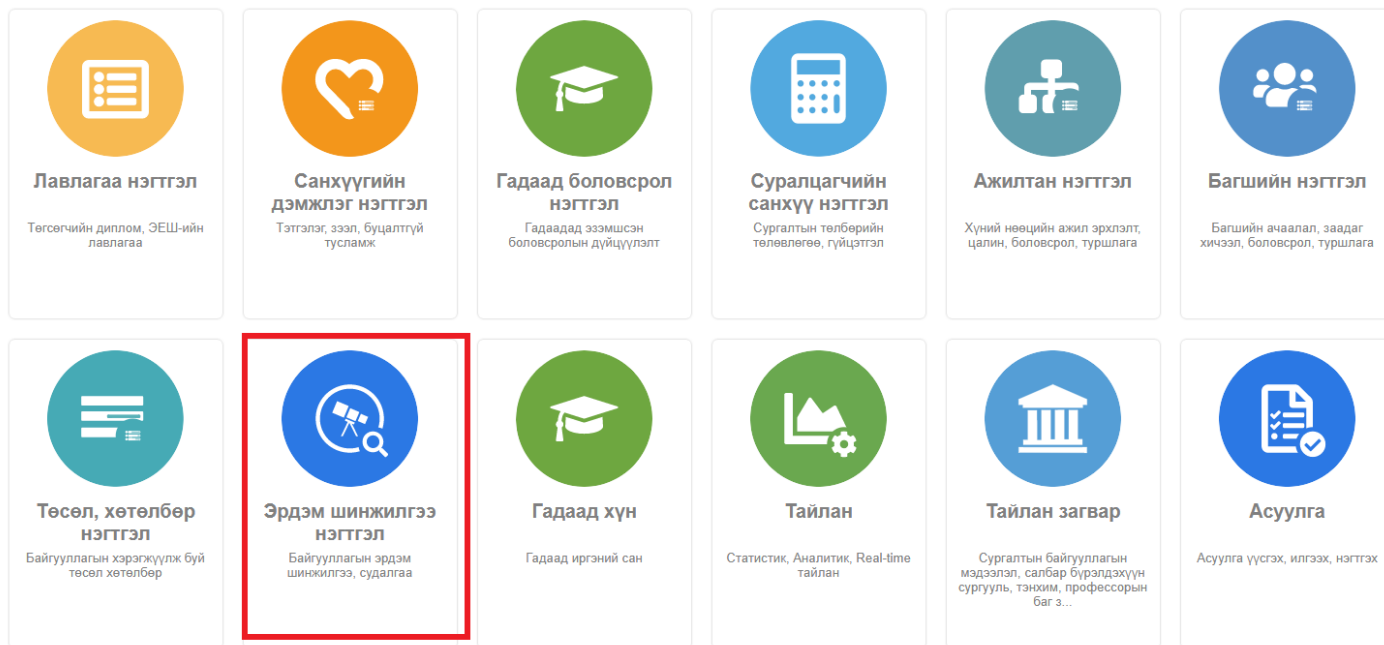 Лавлагаа нэгтгэл
Төгсөгчийн диплом, ЭЕШ-ийн
лавлагаа
Санхүүгийн
дэмжлэг нэгтгэл
Тэтгэлэг, зээл, буцалтгүй
тусламж
Гадаад боловсрол
нэгтгэл
Гадаадад эзэмшсэн
боловсролын дүйцүүлэлт
Суралцагчийн
санхүү нэгтгэл
Сургалтын төлбөрийн
төлөвлөгөө, гүйцэтгэл
Ажилтан нэгтгэл
Хүний нөөцийн ажил эрхлэлт,
цалин, боловсрол, туршлага
Багшийн нэгтгэл
Багшийн ачаалал, заадаг
хичээл, боловсрол, туршлага
Төсөл, хөтөлбөр
нэгтгэл
Байгууллагын хэрэгжүүлж буй
төсөл хөтөлбөр
Эрдэм шинжилгээ
нэгтгэл
Байгууллагын эрдэм
шинжилгээ, судалгаа
Гадаад хүн
Гадаад иргэний сан
Тайлан
Статистик, Аналитик, Real-time
тайлан
Тайлан загвар
Сургалтын байгууллагын
мэдээлэл, салбар бүрэлдэхүүн
сургууль, тэнхим, профессорын
баг з...
Асуулга
Асуулга үүсгэх, илгээх, нэгтгэх